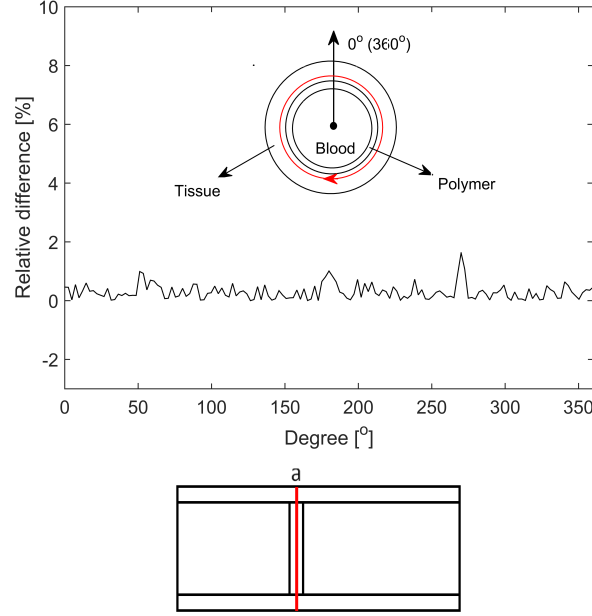 10
8
6
4
2
0
-2
Relative difference [%]
0° (360°)
Blood
Tissue
Polymer
0 50 100 150 200 250 300 350
Degree [°]
a